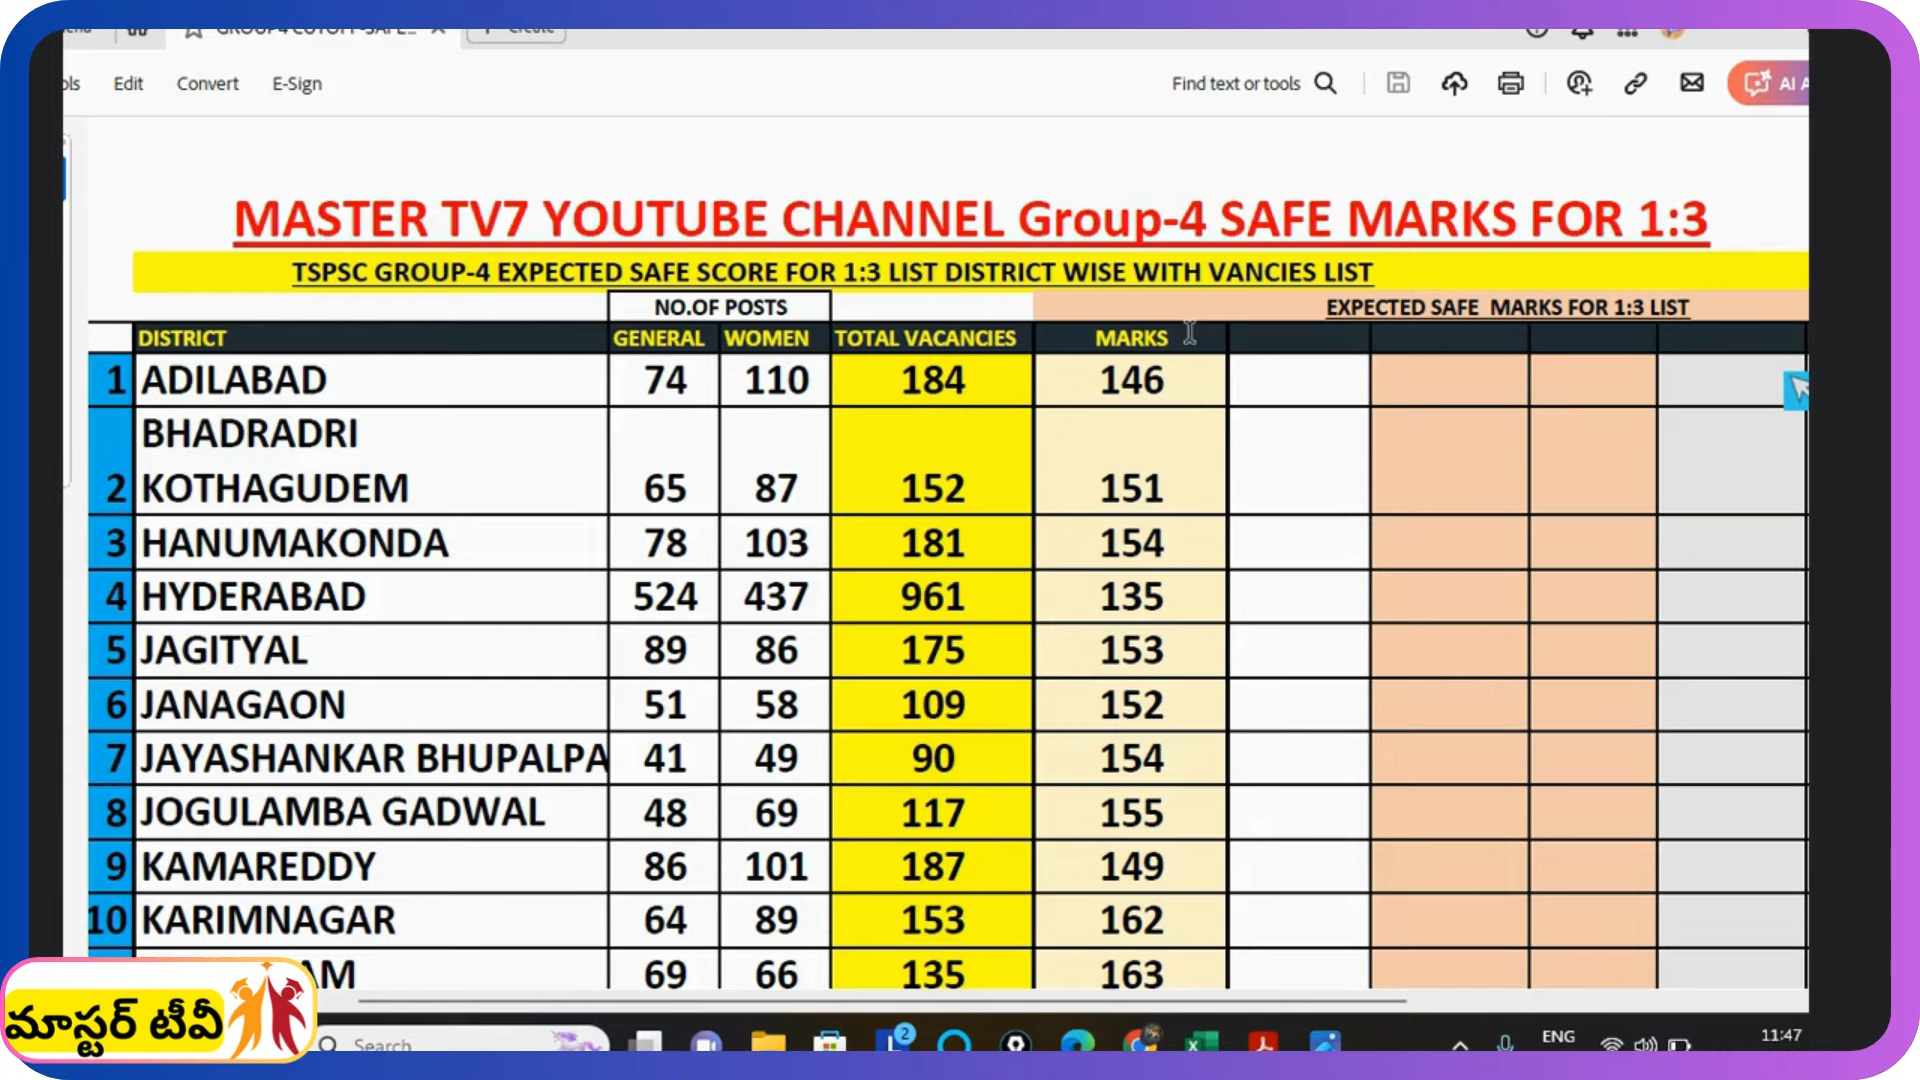 GROUP4 CUTOFF -SAFE...
Create
Edit Convert E-Sign Find text or tools
MASTER TV7 YOUTUBE CHANNEL Group-4 SAFE MARKS FOR 1:3
TSPSC GROUP-4 EXPECTED SAFE SCORE FOR 1:3 LIST DISTRICT WISE WITH VANCIES LIST
NO.OF POSTS EXPECTED SAFE MARKS FOR 1:3 LIST
DISTRICT GENERAL WOMEN TOTAL VACANCIES MARKS
1 ADILABAD 74 110 184 146
BHADRADRI
2 KOTHAGUDEM 65 87 152 151
3 HANUMAKONDA 78 103 181 154
4 HYDERABAD 524 437 961 135
5 JAGITYAL 89 86 175 153
6 JANAGAON 51 58 109 152
7 JAYASHANKAR BHUPALPA 41 49 90 154
8 JOGULAMBA GADWAL 48 69 117 155
9 KAMAREDDY 86 101 187 149
10 KARIMNAGAR 64 89 153 162
AM 69 66 135 163
మాస్టర్ టీవీ
Search 2 ENG 11:47